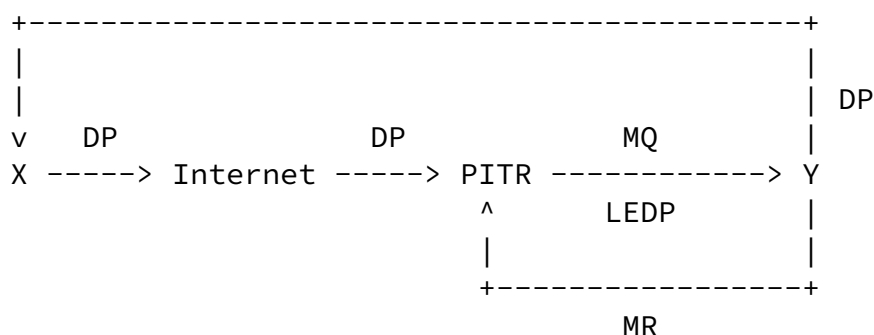 +-----------------------------------------+
|                                         |
|                                         | DP
v   DP             DP           MQ        |
X -----> Internet -----> PITR ------------> Y
                          ^    LEDP       |
                          |               |
                          +---------------+
                                MR